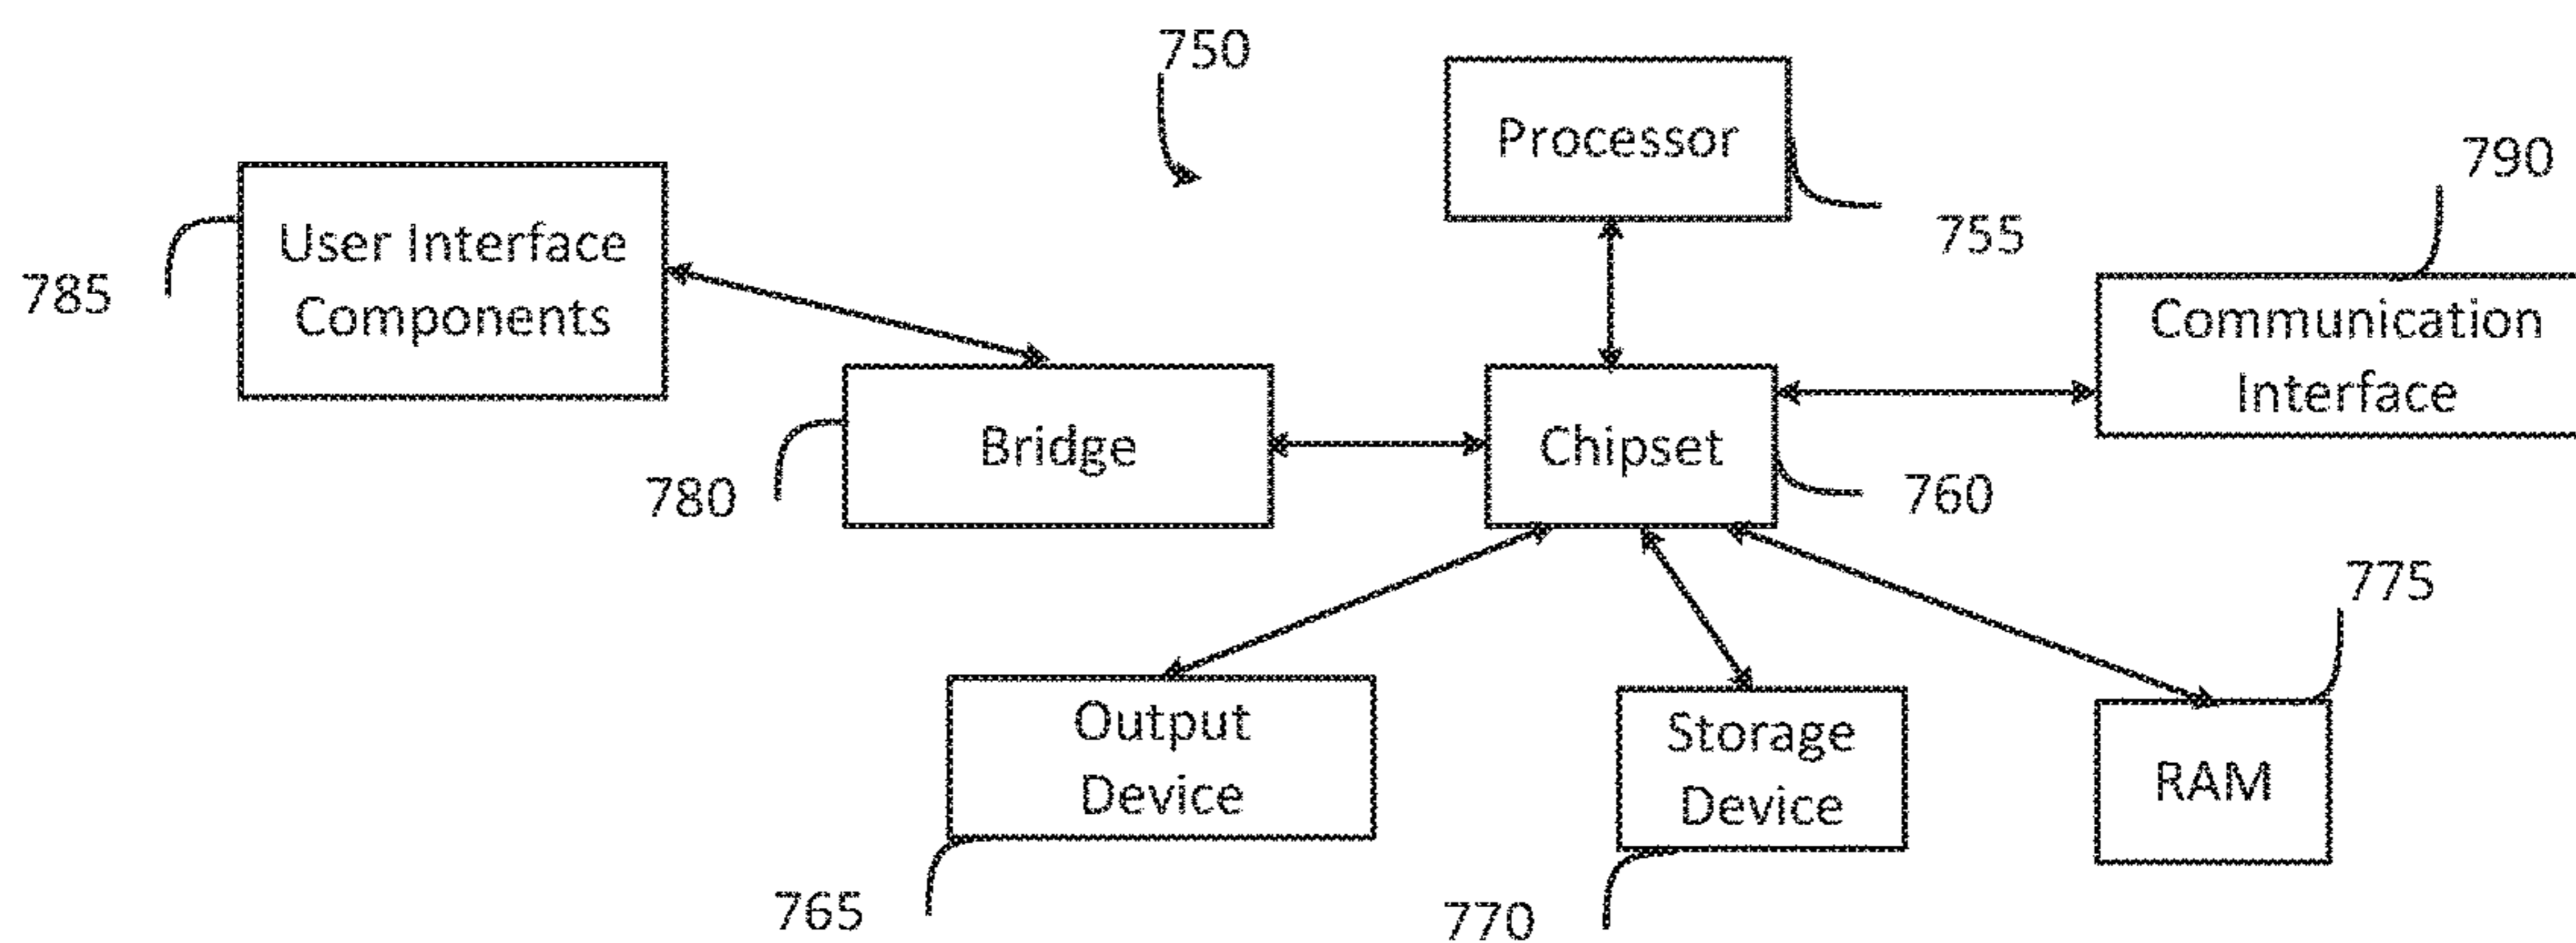 750
Processor
790
User Interface
Components
755
785
Communication
Interface
Bridge
Chipset
780
760
775
Output
Device
Storage
Device
RAM
765
770